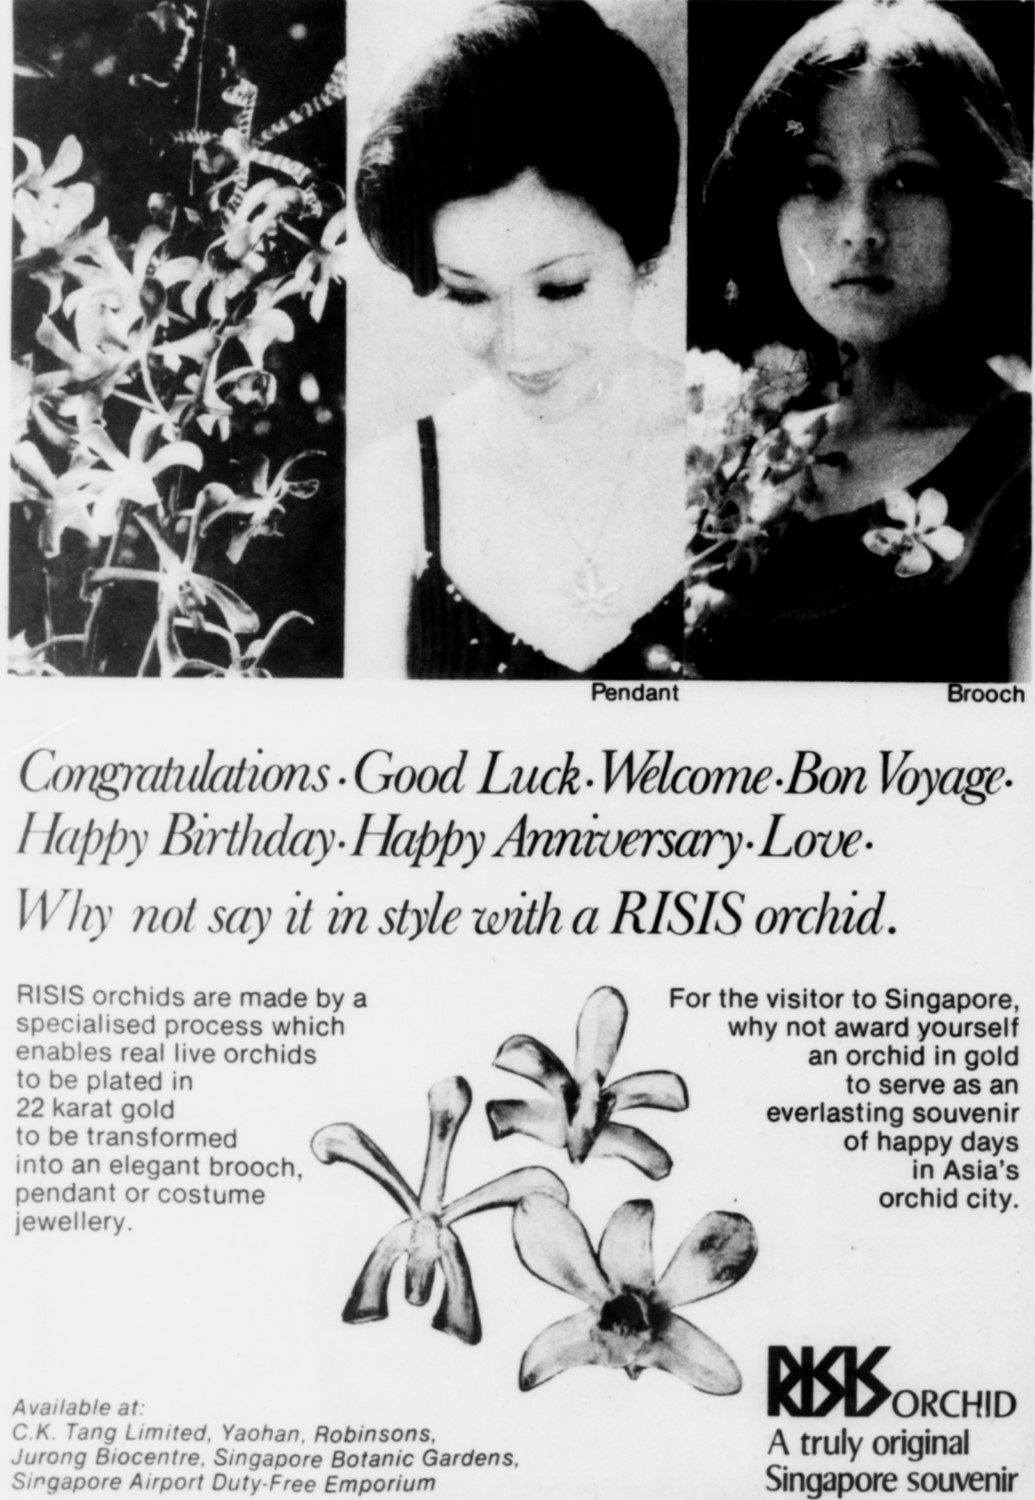 Pendant
Brooch
Congratulations · Good Luck · Welcome · Bon Voyage ·
Happy Birthday · Happy Anniversary · Love ·
Why not say it in style with a RISIS orchid.
RISIS orchids are made by a
specialised process which
enables real live orchids
to be plated in
22 karat gold
to be transformed
into an elegant brooch,
pendant or costume
jewellery.
For the visitor to Singapore,
why not award yourself
an orchid in gold
to serve as an
everlasting souvenir
of happy days
in Asia's
orchid city.
Available at:
C.K. Tang Limited, Yaohan, Robinsons,
Jurong Biocentre, Singapore Botanic Gardens,
Singapore Airport Duty-Free Emporium
RISIS ORCHID
A truly original
Singapore souvenir